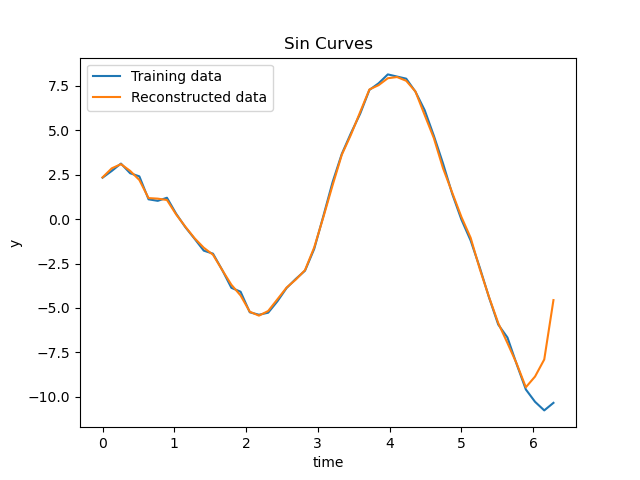 Sin Curves
Training data
Reconstructed data
7.5
5.0
2.5
0.0
−2.5
−5.0
−7.5
−10.0
y
0 1 2 3 4 5 6
time